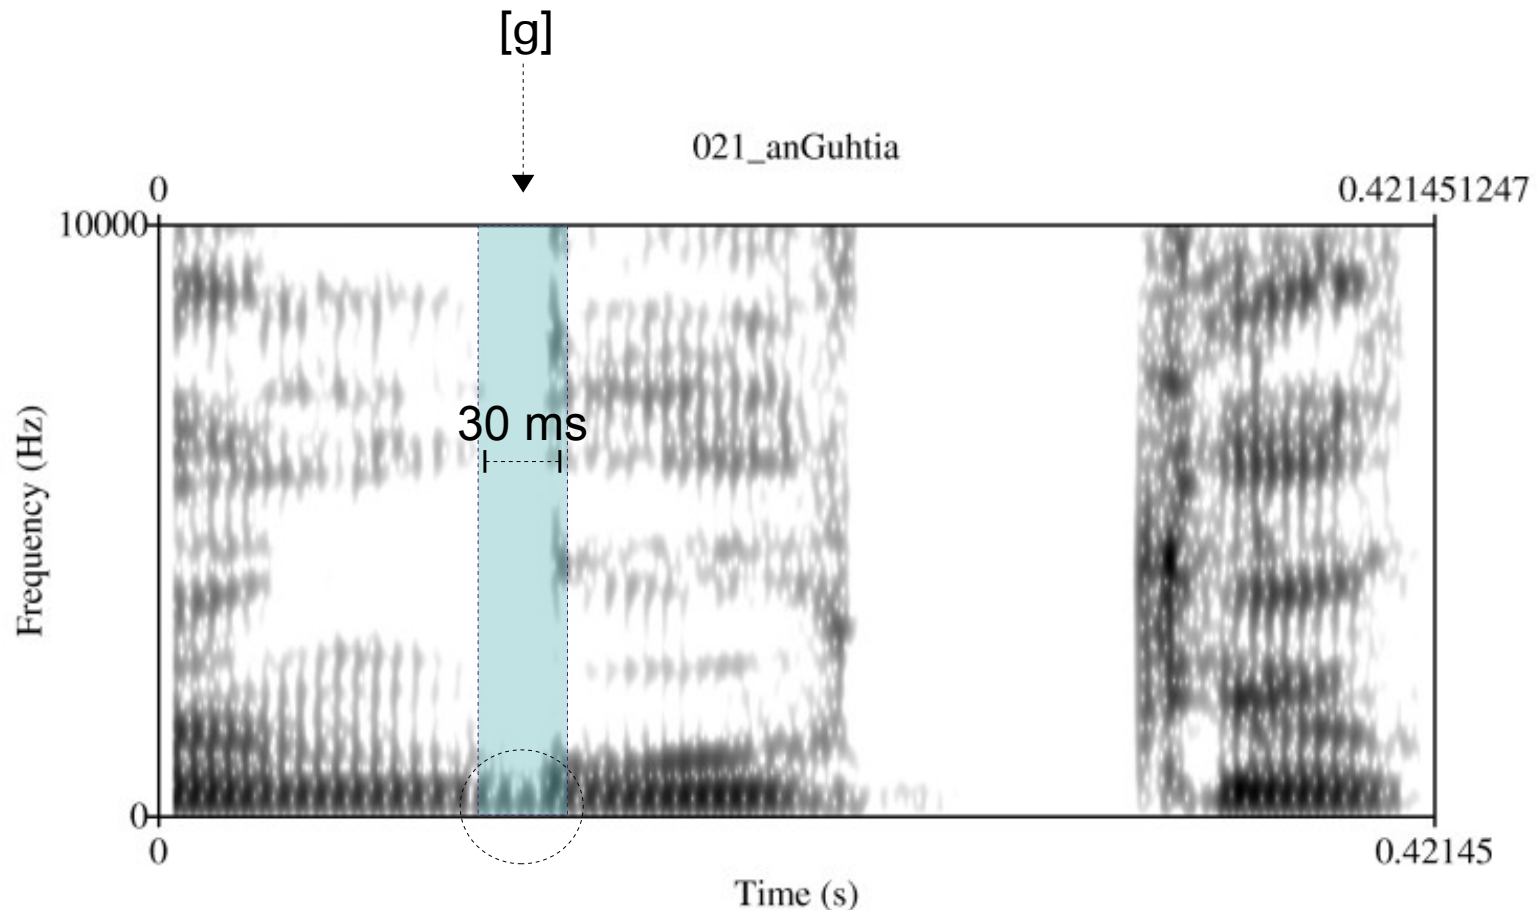 [g]
021_anGuhtia
0 0.421451247
10000
30 ms
Frequency (Hz)
0
0 0.42145
Time (s)